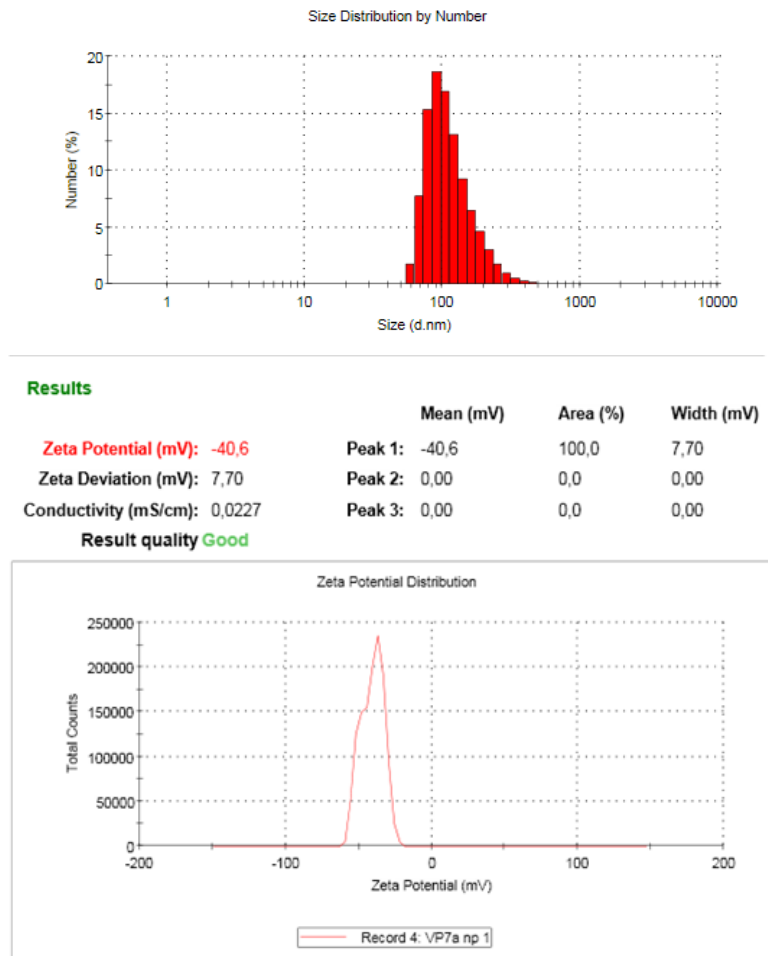 Size Distribution by Number
20
15
10
5
0
Number (%)
1 10 100 1000 10000
Size (d.nm)
Results
Mean (mV) Area (%) Width (mV)
Zeta Potential (mV): -40,6 Peak 1: -40,6 100,0 7,70
Zeta Deviation (mV): 7,70 Peak 2: 0,00 0,0 0,00
Conductivity (mS/cm): 0,0227 Peak 3: 0,00 0,0 0,00
Result quality Good
Zeta Potential Distribution
250000
200000
150000
100000
50000
0
Total Counts
-200 -100 0 100 200
Zeta Potential (mV)
Record 4: VP7a np 1